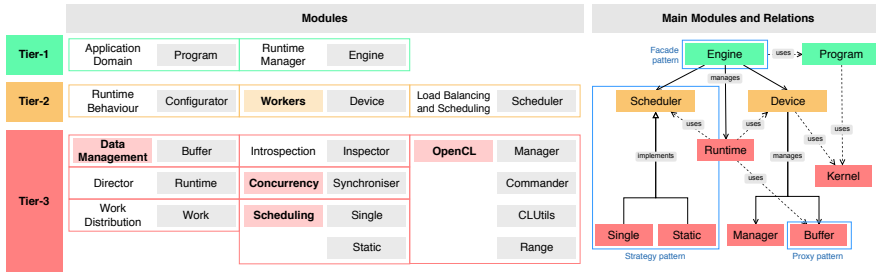 Modules
Tier-1
Application
Domain
Program
Runtime
Manager
Engine
Tier-2
Runtime
Behaviour
Configurator
Workers
Device
Load Balancing
and Scheduling
Scheduler
Tier-3
Data
Management
Buffer
Introspection
Inspector
OpenCL
Manager
Director
Runtime
Concurrency
Synchroniser
Commander
Work
Distribution
Work
Scheduling
Single
CLUtils
Static
Range
Main Modules and Relations
Facade
pattern
Engine
uses
Program
manages
Scheduler
Device
uses
uses
uses
Runtime
implements
manages
uses
uses
Kernel
Single
Static
Manager
Buffer
Strategy pattern
Proxy pattern